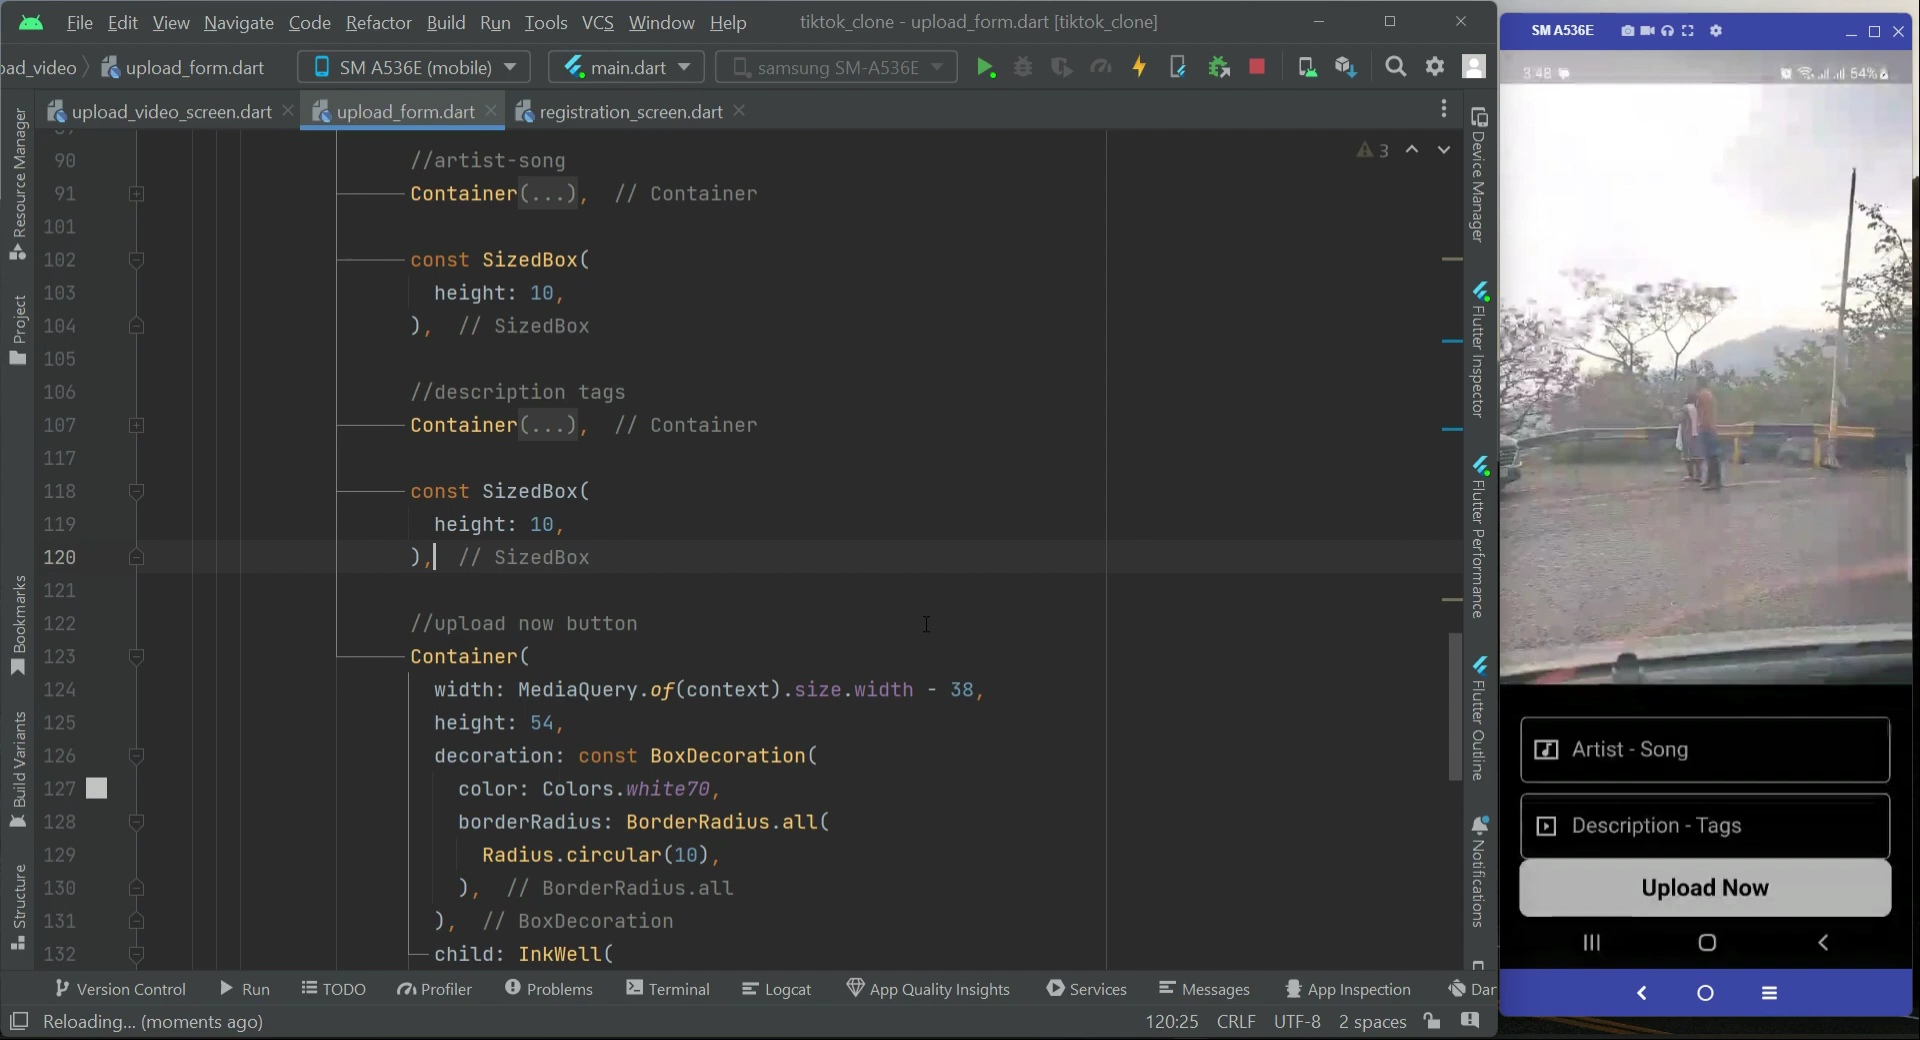 File Edit View Navigate Code Refactor Build Run Tools VCS Window Help tiktok_clone - upload_form.dart [tiktok_clone]
oad_video upload_form.dart SM A536E (mobile) main.dart samsung SM-A536E
upload_video_screen.dart upload_form.dart registration_screen.dart
90 //artist-song
91 Container(...), // Container
101
102 const SizedBox(
103 height: 10,
104 ), // SizedBox
105
106 //description tags
107 Container(...), // Container
117
118 const SizedBox(
119 height: 10,
120 ), // SizedBox
121
122 //upload now button
123 Container(
124 width: MediaQuery.of(context).size.width - 38,
125 height: 54,
126 decoration: const BoxDecoration(
127 color: Colors.white70,
128 borderRadius: BorderRadius.all(
129 Radius.circular(10),
130 ), // BorderRadius.all
131 ), // BoxDecoration
132 child: InkWell(
3
Resource Manager
Project
Bookmarks
Build Variants
Structure
Device Manager
Flutter Inspector
Flutter Performance
Flutter Outline
Notifications
Version Control Run TODO Profiler Problems Terminal Logcat App Quality Insights Services Messages App Inspection Dar
Reloading... (moments ago) 120:25 CRLF UTF-8 2 spaces
SM A536E
3:48 54%
Artist - Song
Description - Tags
Upload Now